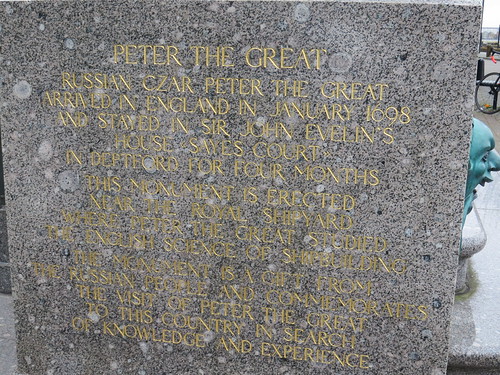 PETER THE GREAT
RUSSIAN CZAR PETER THE GREAT
ARRIVED IN ENGLAND IN JANUARY 1698
AND STAYED IN SIR JOHN EVELIN'S
HOUSE SAYES COURT
IN DEPTFORD FOR FOUR MONTHS
THIS MONUMENT IS ERECTED
NEAR THE ROYAL SHIPYARD
WHERE PETER THE GREAT STUDIED
THE ENGLISH SCIENCE OF SHIPBUILDING
THE MONUMENT IS A GIFT FROM
THE RUSSIAN PEOPLE AND COMMEMORATES
THE VISIT OF PETER THE GREAT
TO THIS COUNTRY IN SEARCH
OF KNOWLEDGE AND EXPERIENCE